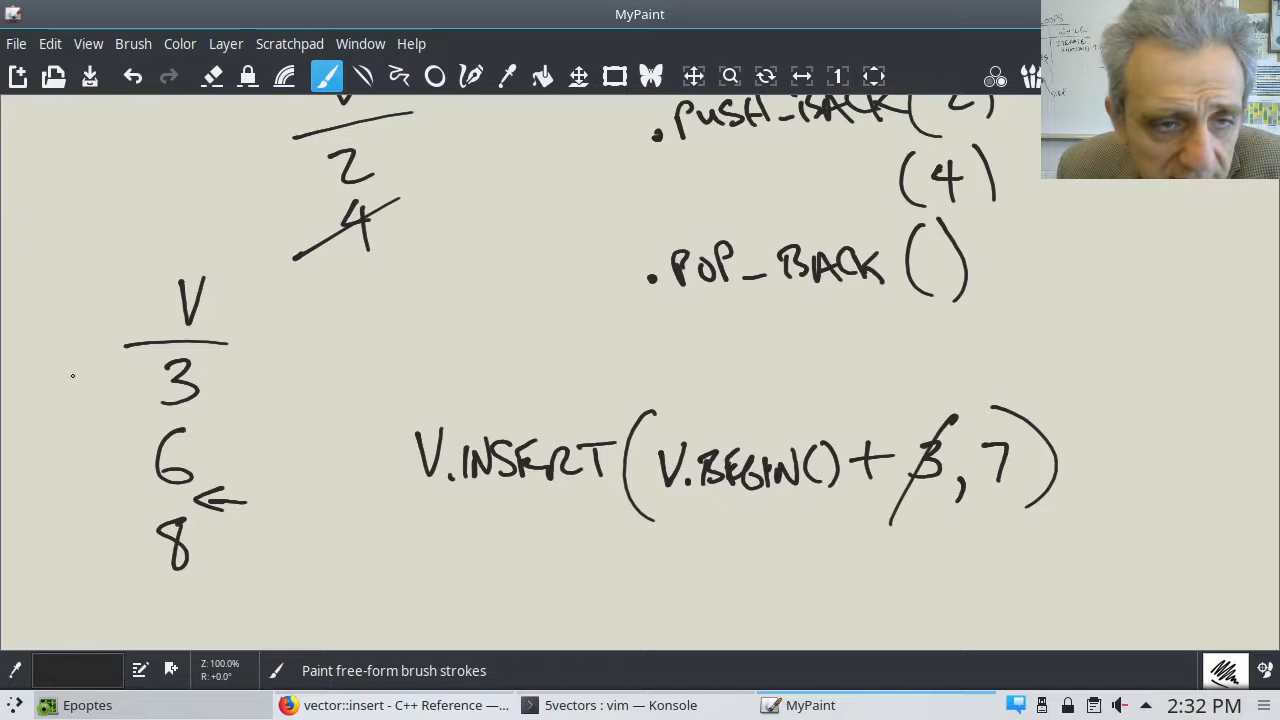 MyPaint
File Edit View Brush Color Layer Scratchpad Window Help
V
2
4
.PUSH_BACK(2)
(4)
.POP_BACK()
V
3
6
8
V.INSERT(V.BEGIN()+3,7)
Z: 100.0%
R: +0.0°
Paint free-form brush strokes
Epoptes
vector::insert - C++ Reference —...
5vectors : vim — Konsole
MyPaint
2:32 PM